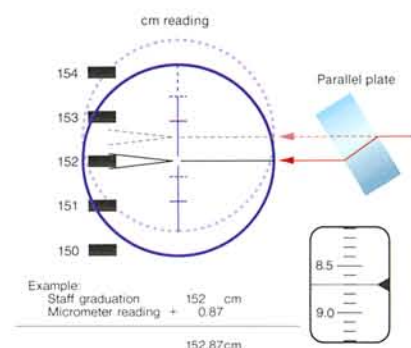 cm reading
154
Parallel plate
153
152
151
150
8.5
9.0
Example:
Staff graduation 152 cm
Micrometer reading + 0.87
152.87cm